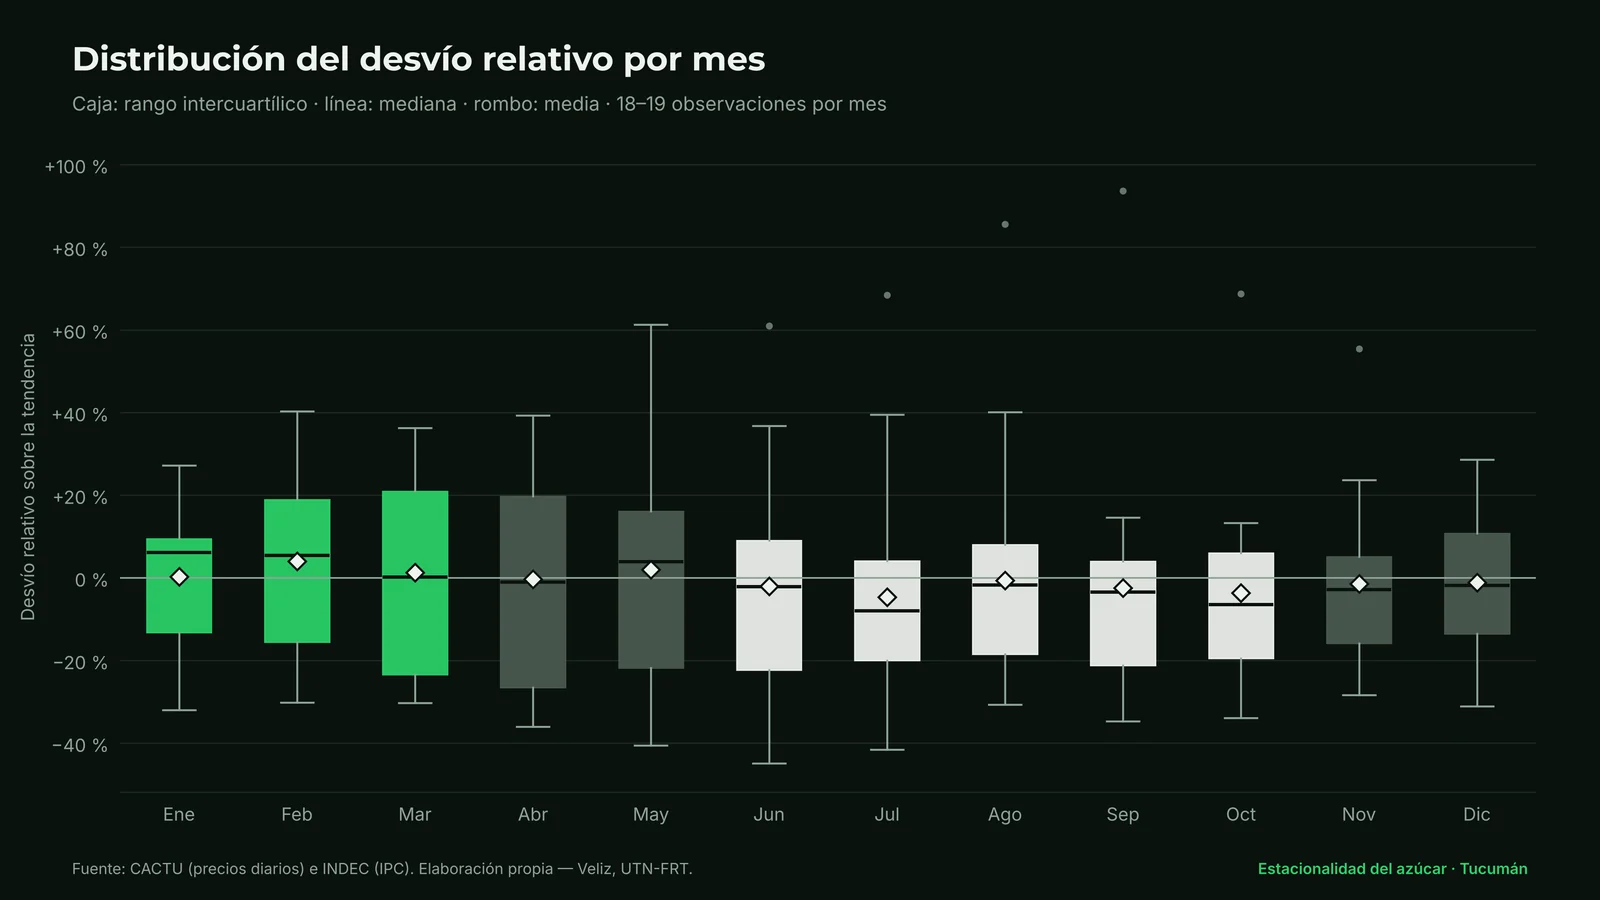 Distribución del desvío relativo por mes
Caja: rango intercuartílico · línea: mediana · rombo: media · 18–19 observaciones por mes
Desvío relativo sobre la tendencia
+100 %
+80 %
+60 %
+40 %
+20 %
0 %
−20 %
−40 %
Ene Feb Mar Abr May Jun Jul Ago Sep Oct Nov Dic
Fuente: CACTU (precios diarios) e INDEC (IPC). Elaboración propia — Veliz, UTN-FRT.
Estacionalidad del azúcar · Tucumán